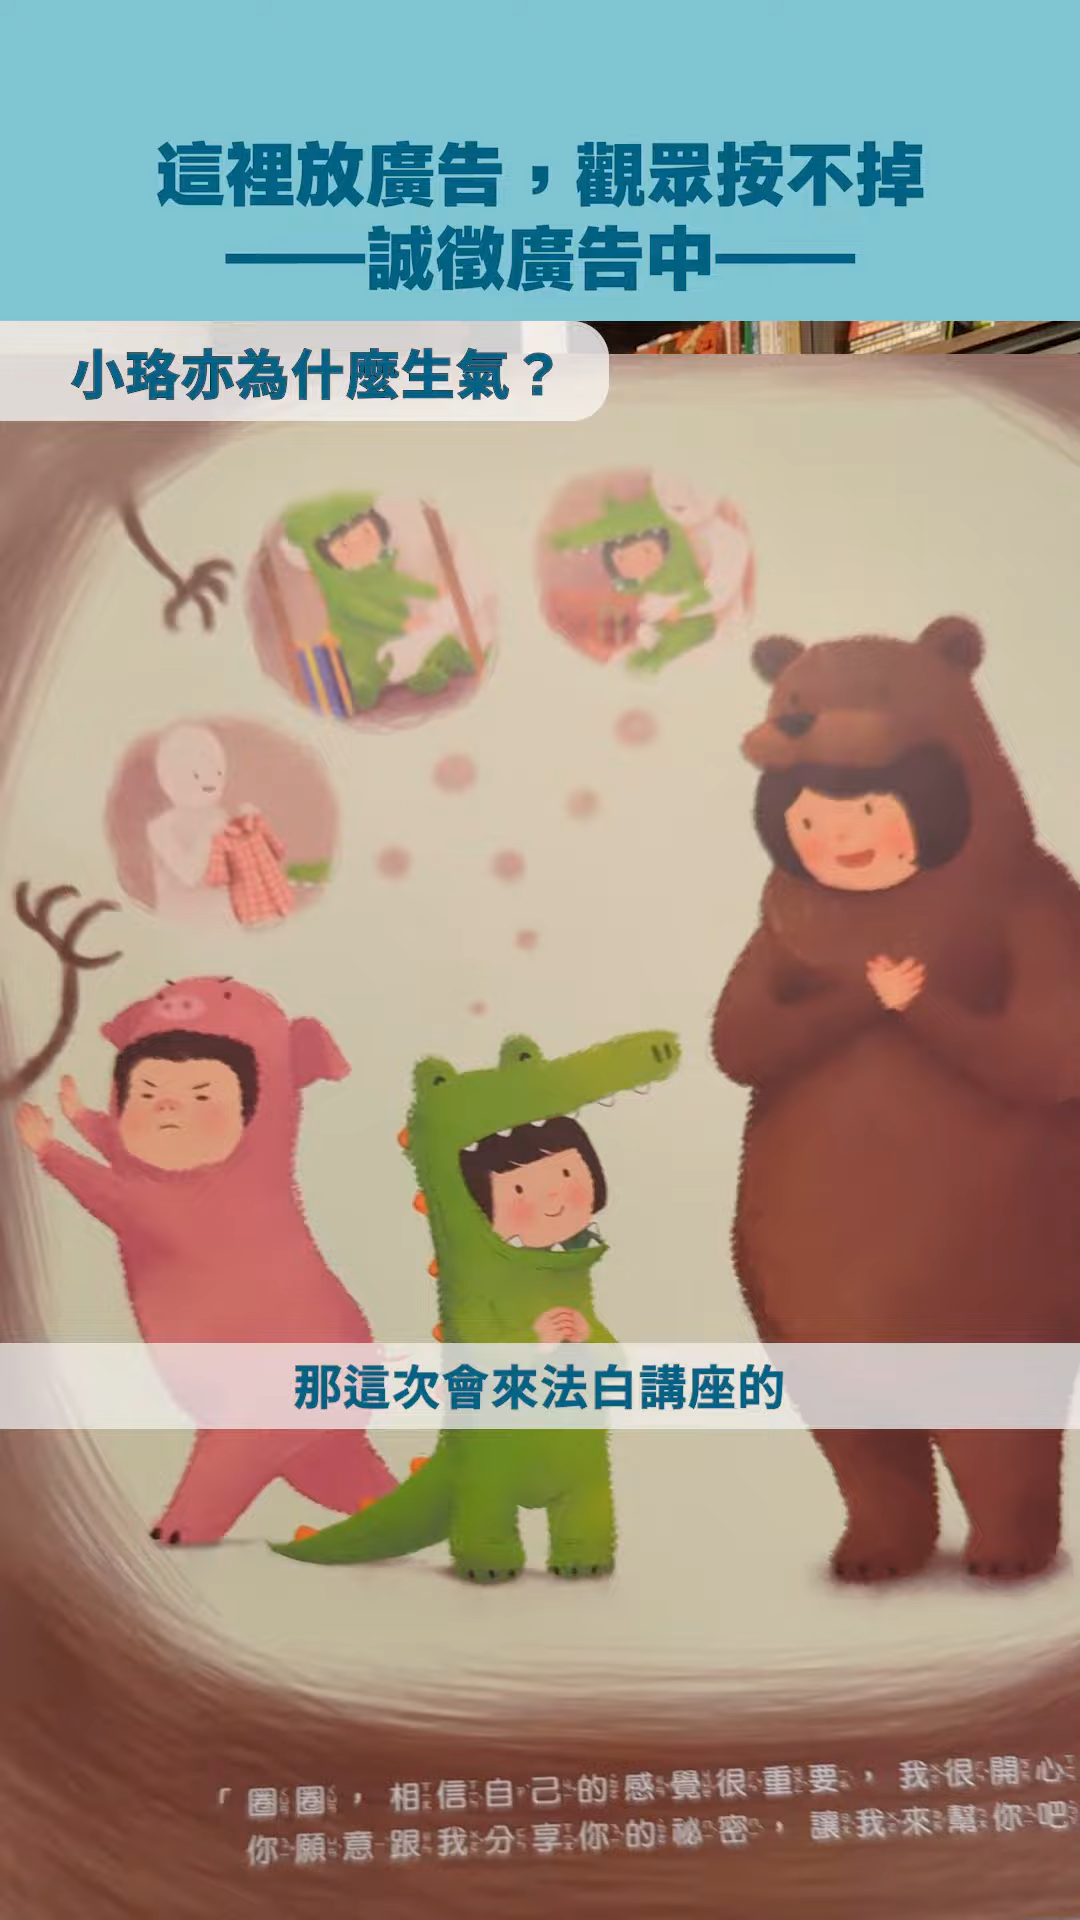 這裡放廣告，觀眾按不掉
——誠徵廣告中——
小珞亦為什麼生氣？
那這次會來法白講座的
「圈圈，相信自己的感覺很重要，我很開心
你願意跟我分享你的祕密，讓我來幫你吧